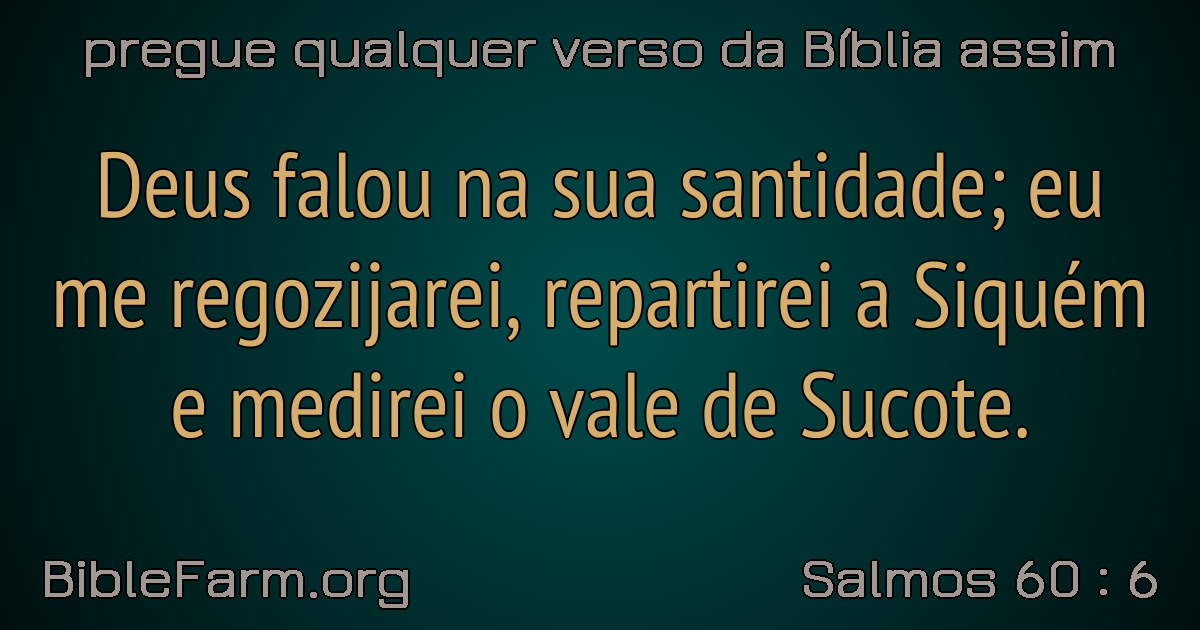 pregue qualquer verso da Bíblia assim
Deus falou na sua santidade; eu
me regozijarei, repartirei a Siquém
e medirei o vale de Sucote.
BibleFarm.org
Salmos 60 : 6